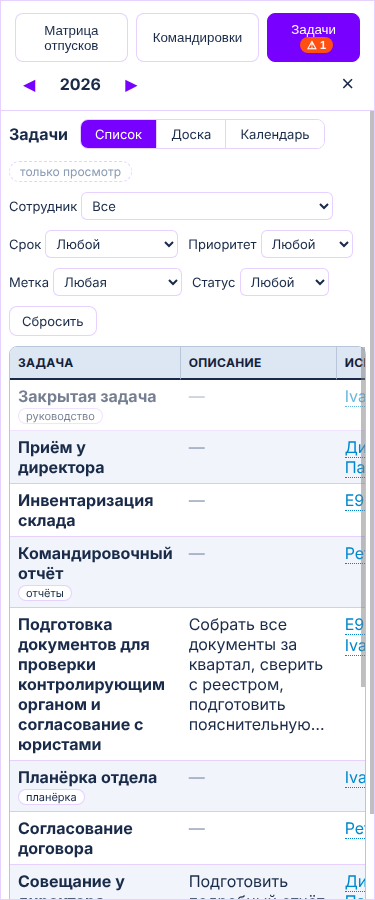 Матрица
отпусков
Командировки
Задачи
⚠ 1
◀ 2026 ▶ ×
Задачи Список Доска Календарь
только просмотр
Сотрудник Все
Срок Любой Приоритет Любой
Метка Любая Статус Любой
Сбросить
ЗАДАЧА ОПИСАНИЕ
Закрытая задача —
руководство
Приём у —
директора
Инвентаризация —
склада
Командировочный —
отчёт
отчёты
Подготовка Собрать все
документов для документы за
проверки квартал, сверить
контролирующим с реестром,
органом и подготовить
согласование с пояснительную...
юристами
Планёрка отдела —
планёрка
Согласование —
договора
Совещание у Подготовить